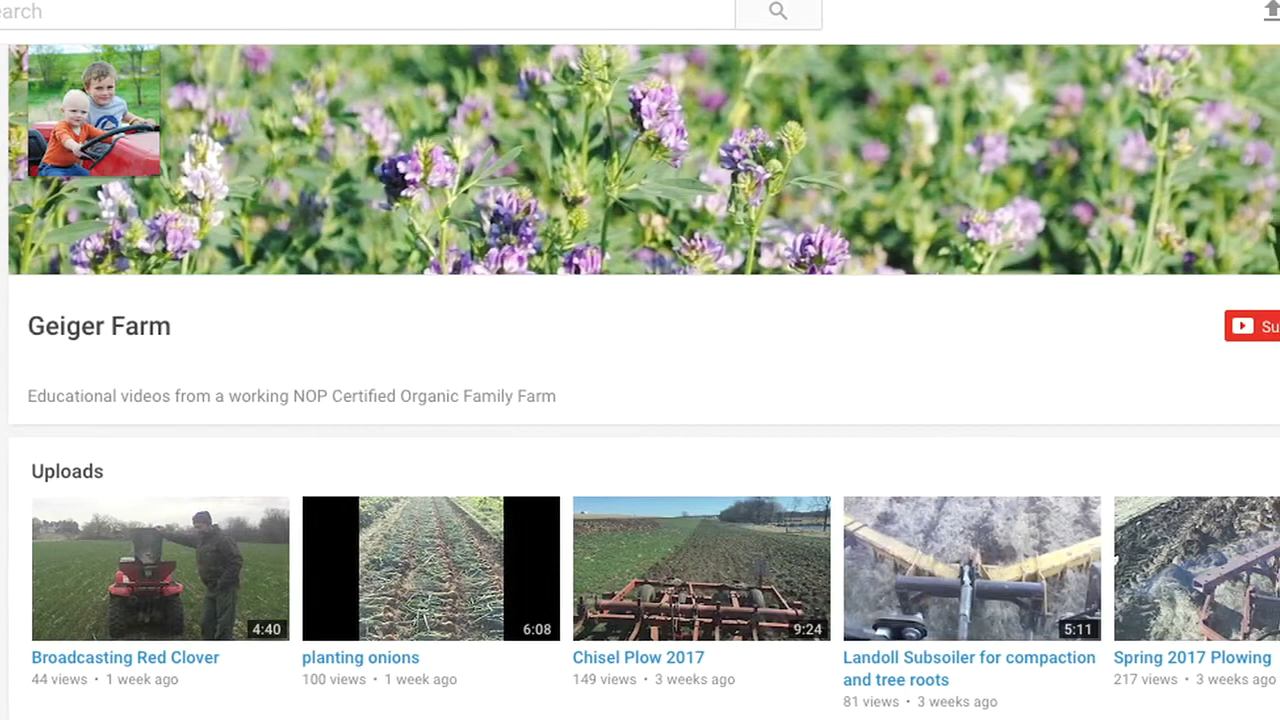 earch
Geiger Farm
Su
Educational videos from a working NOP Certified Organic Family Farm
Uploads
4:40
6:08
9:24
5:11
Broadcasting Red Clover
44 views • 1 week ago
planting onions
100 views • 1 week ago
Chisel Plow 2017
149 views • 3 weeks ago
Landoll Subsoiler for compaction
and tree roots
81 views • 3 weeks ago
Spring 2017 Plowing
217 views • 3 weeks ago